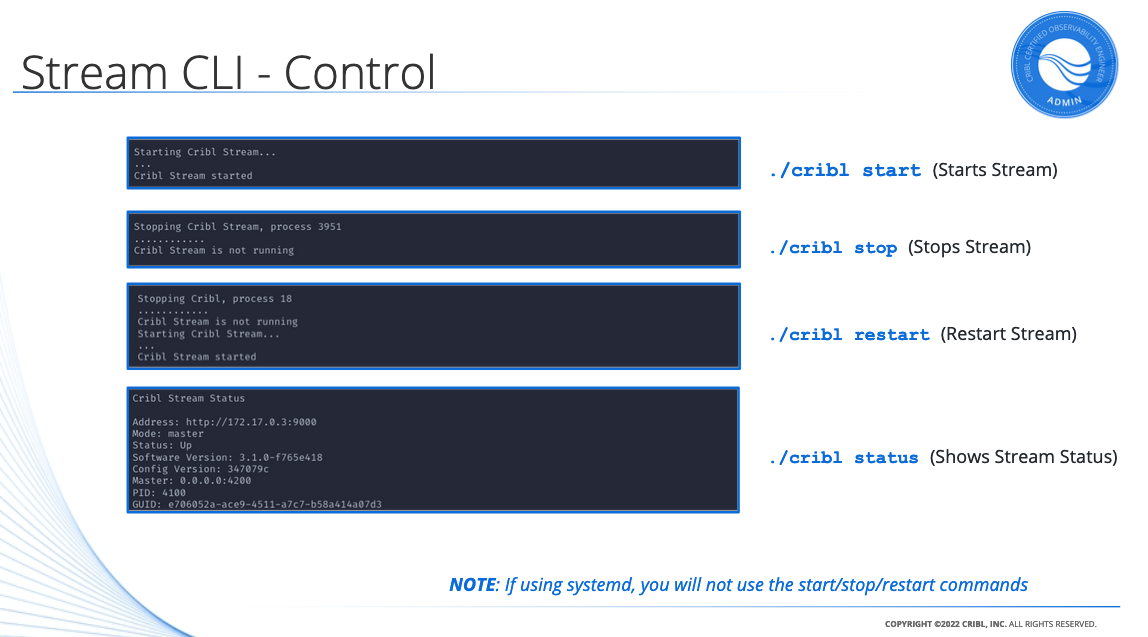 Stream CLI - Control
CRIBL CERTIFIED OBSERVABILITY ENGINEER
ADMIN
Starting Cribl Stream...
...
Cribl Stream started
./cribl start (Starts Stream)
Stopping Cribl Stream, process 3951
............
Cribl Stream is not running
./cribl stop (Stops Stream)
Stopping Cribl, process 18
............
Cribl Stream is not running
Starting Cribl Stream...
...
Cribl Stream started
./cribl restart (Restart Stream)
Cribl Stream Status
Address: http://172.17.0.3:9000
Mode: master
Status: Up
Software Version: 3.1.0-f765e418
Config Version: 347079c
Master: 0.0.0.0:4200
PID: 4100
GUID: e706052a-ace9-4511-a7c7-b58a414a07d3
./cribl status (Shows Stream Status)
NOTE: If using systemd, you will not use the start/stop/restart commands
COPYRIGHT ©2022 CRIBL, INC. ALL RIGHTS RESERVED.